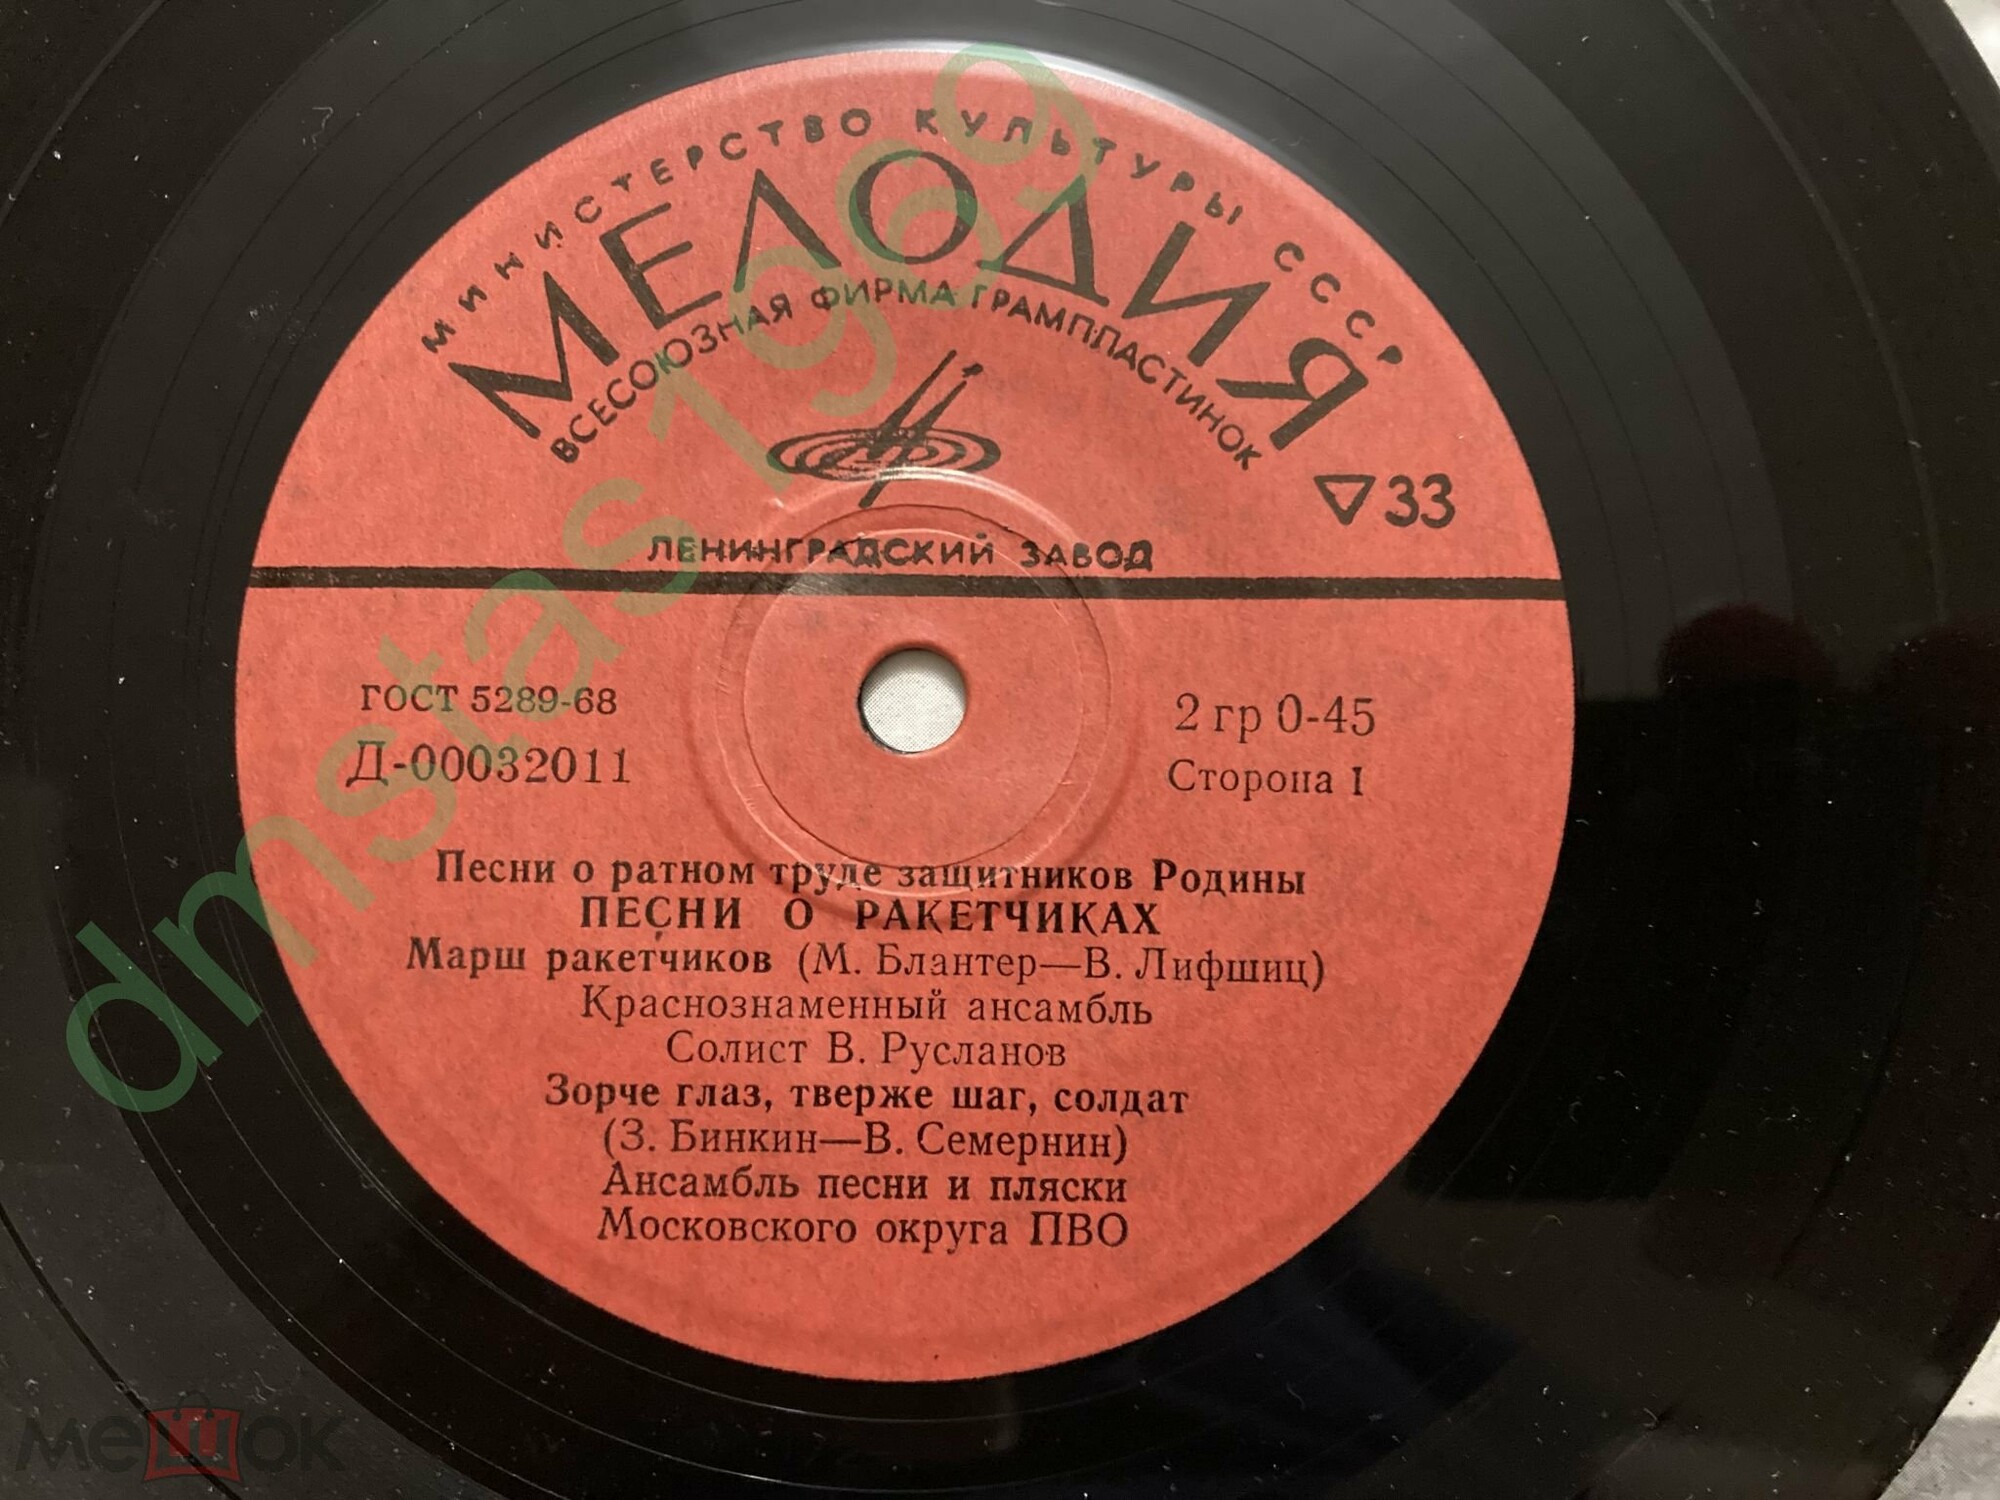 МИНИСТЕРСТВО КУЛЬТУРЫ СССР
МЕЛОДИЯ
ВСЕСОЮЗНАЯ ФИРМА ГРАМПЛАСТИНОК
33
ЛЕНИНГРАДСКИЙ ЗАВОД
ГОСТ 5289-68
Д-00032011
2 гр 0-45
Сторона 1
Песни о ратном труде защитников Родины
ПЕСНИ О РАКЕТЧИКАХ
Марш ракетчиков (М. Блантер—В. Лифшиц)
Краснознаменный ансамбль
Солист В. Русланов
Зорче глаз, тверже шаг, солдат
(З. Бинкин—В. Семернин)
Ансамбль песни и пляски
Московского округа ПВО
dmstas1969
мешок